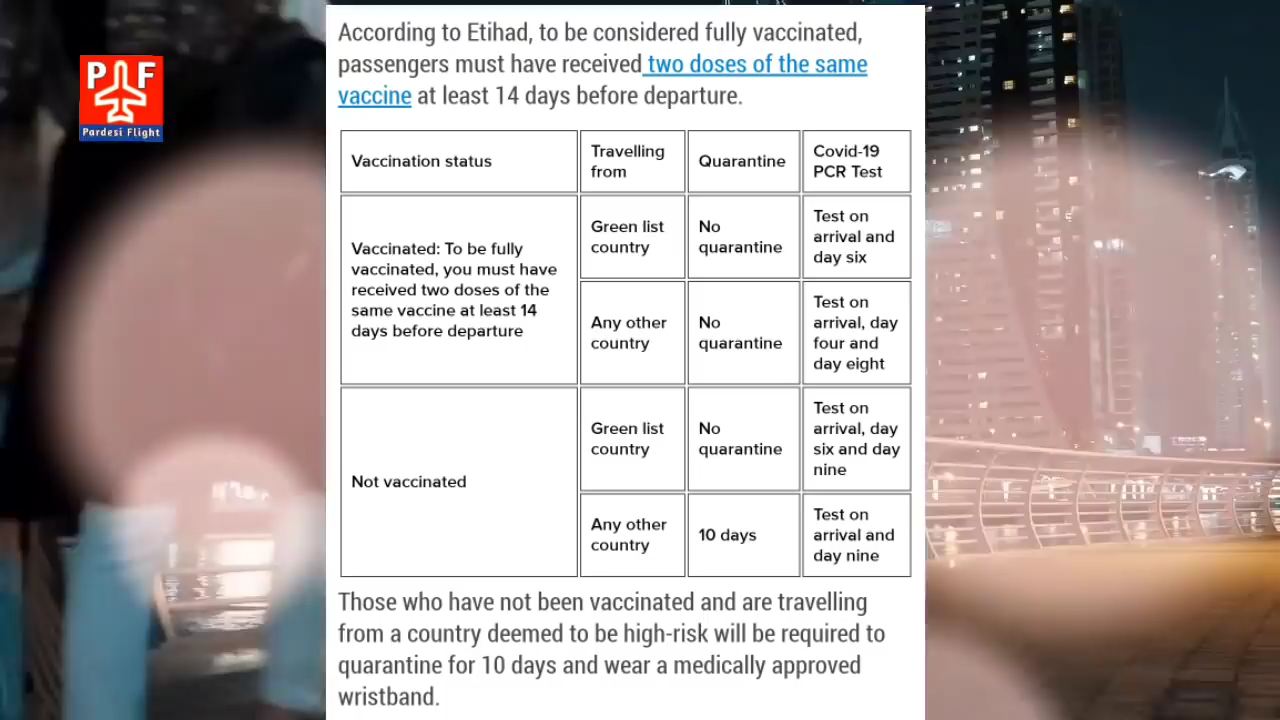 According to Etihad, to be considered fully vaccinated,
passengers must have received two doses of the same
vaccine at least 14 days before departure.
P F
Pardesi Flight
Vaccination status
Travelling
from
Quarantine
Covid-19
PCR Test
Vaccinated: To be fully
vaccinated, you must have
received two doses of the
same vaccine at least 14
days before departure
Green list
country
No
quarantine
Test on
arrival and
day six
Any other
country
No
quarantine
Test on
arrival, day
four and
day eight
Not vaccinated
Green list
country
No
quarantine
Test on
arrival, day
six and day
nine
Any other
country
10 days
Test on
arrival and
day nine
Those who have not been vaccinated and are travelling
from a country deemed to be high-risk will be required to
quarantine for 10 days and wear a medically approved
wristband.